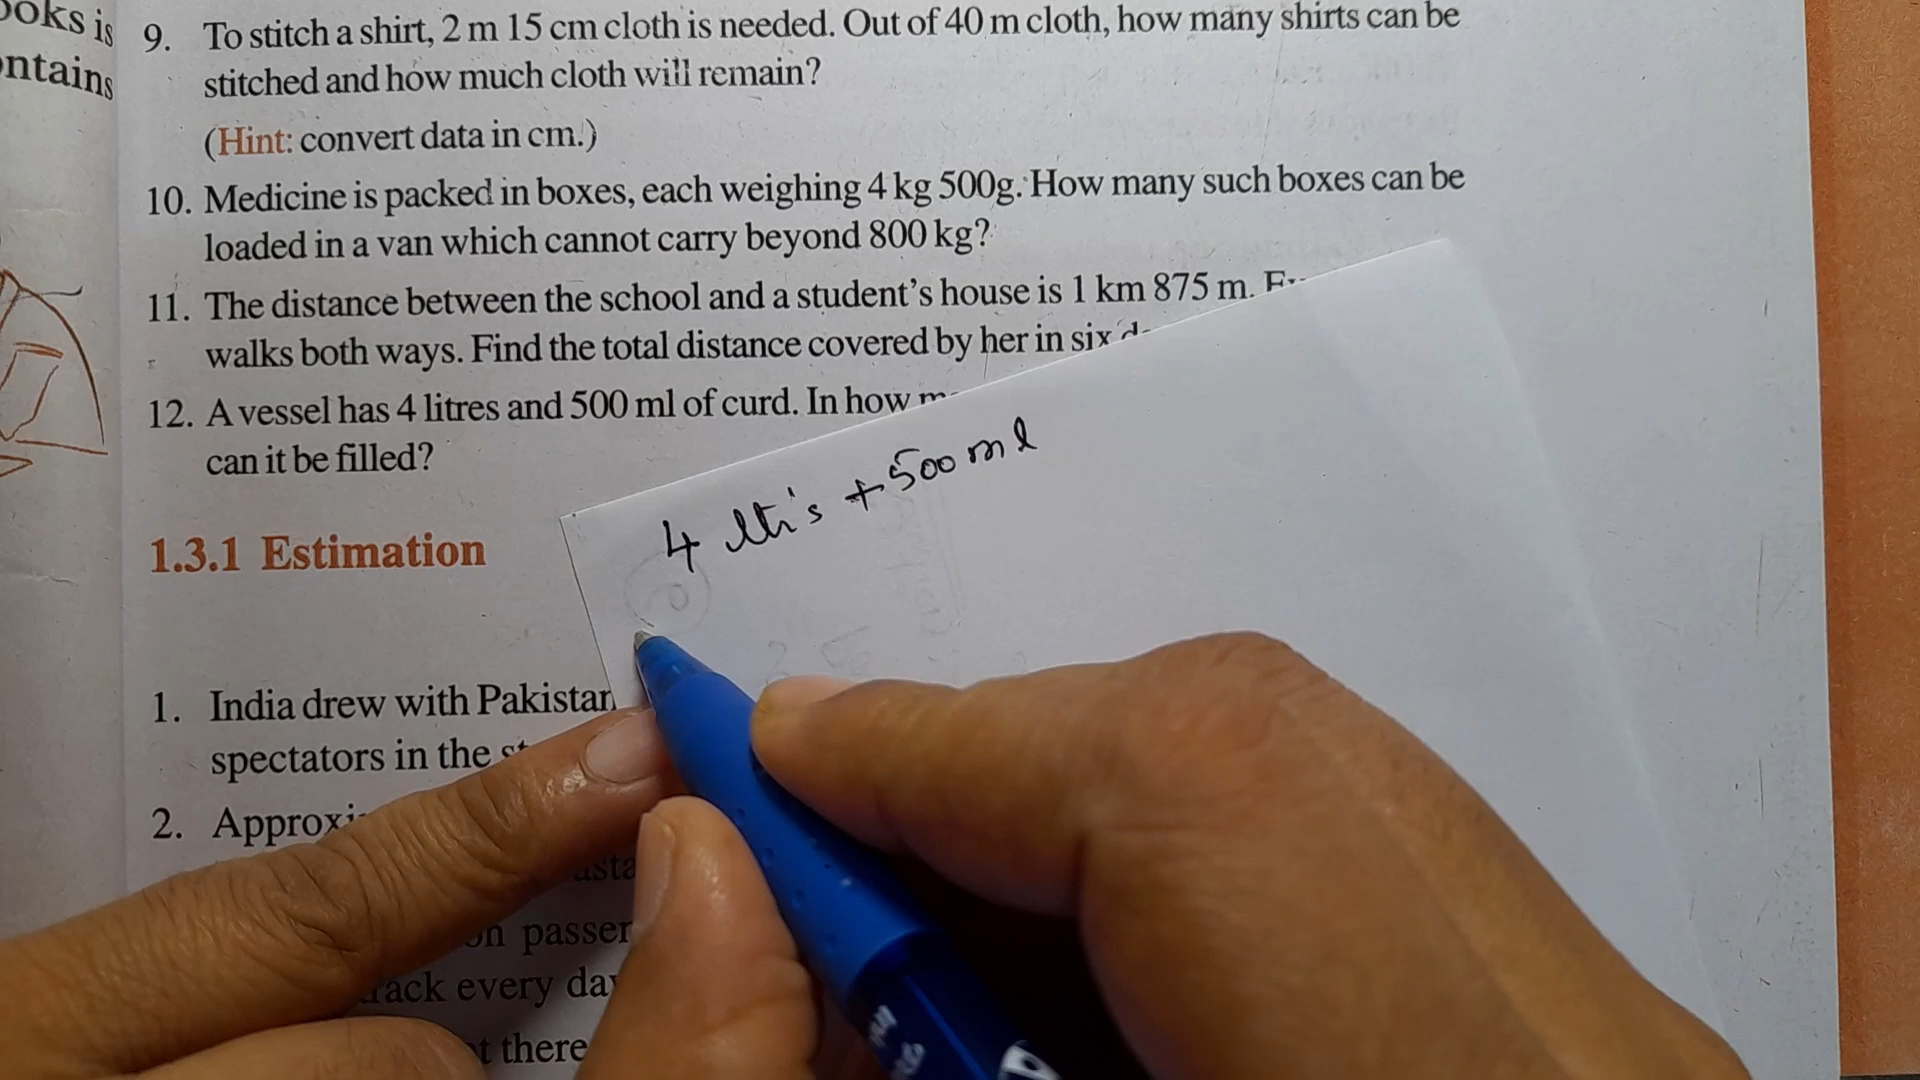 ooks is
ntains
9. To stitch a shirt, 2 m 15 cm cloth is needed. Out of 40 m cloth, how many shirts can be
stitched and how much cloth will remain?
(Hint: convert data in cm.)
10. Medicine is packed in boxes, each weighing 4 kg 500g. How many such boxes can be
loaded in a van which cannot carry beyond 800 kg?
11. The distance between the school and a student's house is 1 km 875 m.
walks both ways. Find the total distance covered by her in six
12. A vessel has 4 litres and 500 ml of curd. In how
can it be filled?
4 ltr's + 500 ml
1.3.1 Estimation
1. India drew with Pakistan
spectators in the
2. Approxi
asta
on passen
rack every day
t there